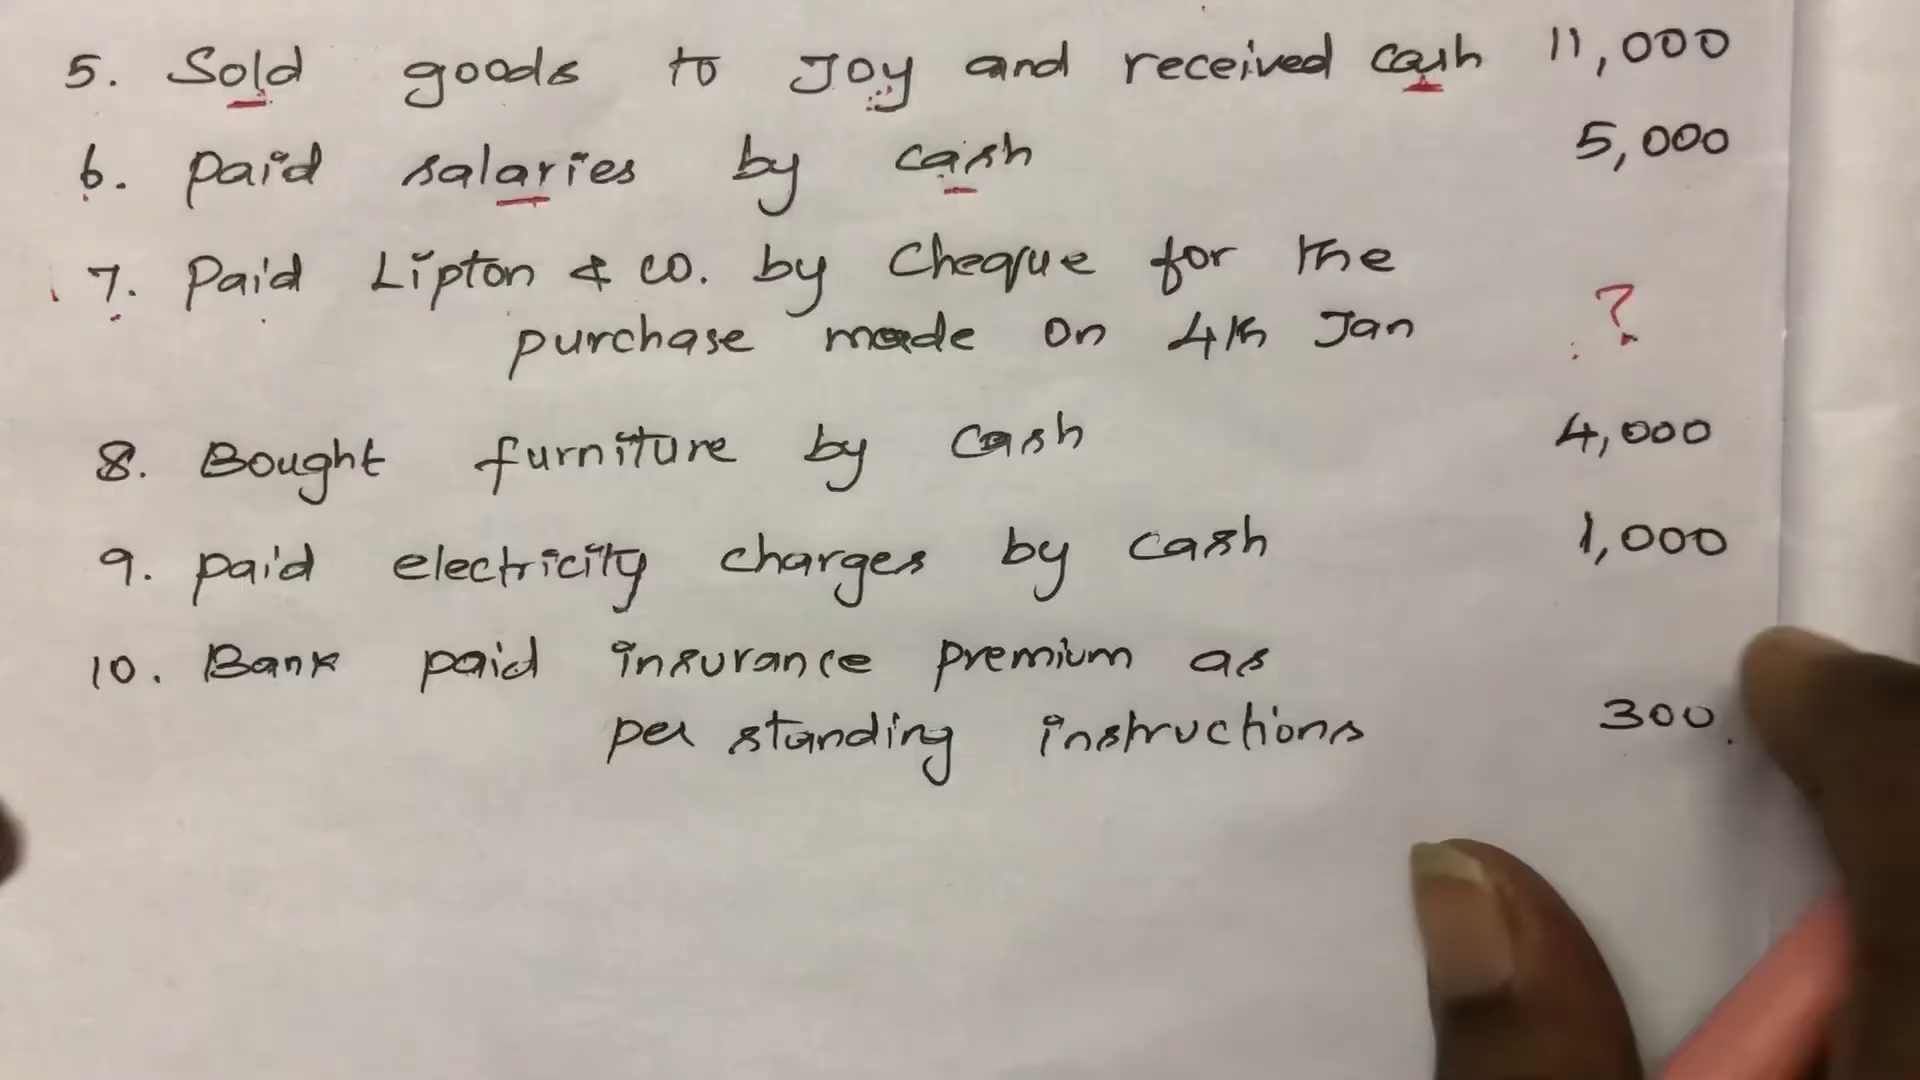 5. Sold goods to Joy and received cash 11,000
6. Paid salaries by cash 5,000
7. Paid Lipton & co. by Cheque for the
purchase made on 4th Jan ?
8. Bought furniture by cash 4,000
9. paid electricity charges by cash 1,000
10. Bank paid insurance premium as
per standing instructions 300